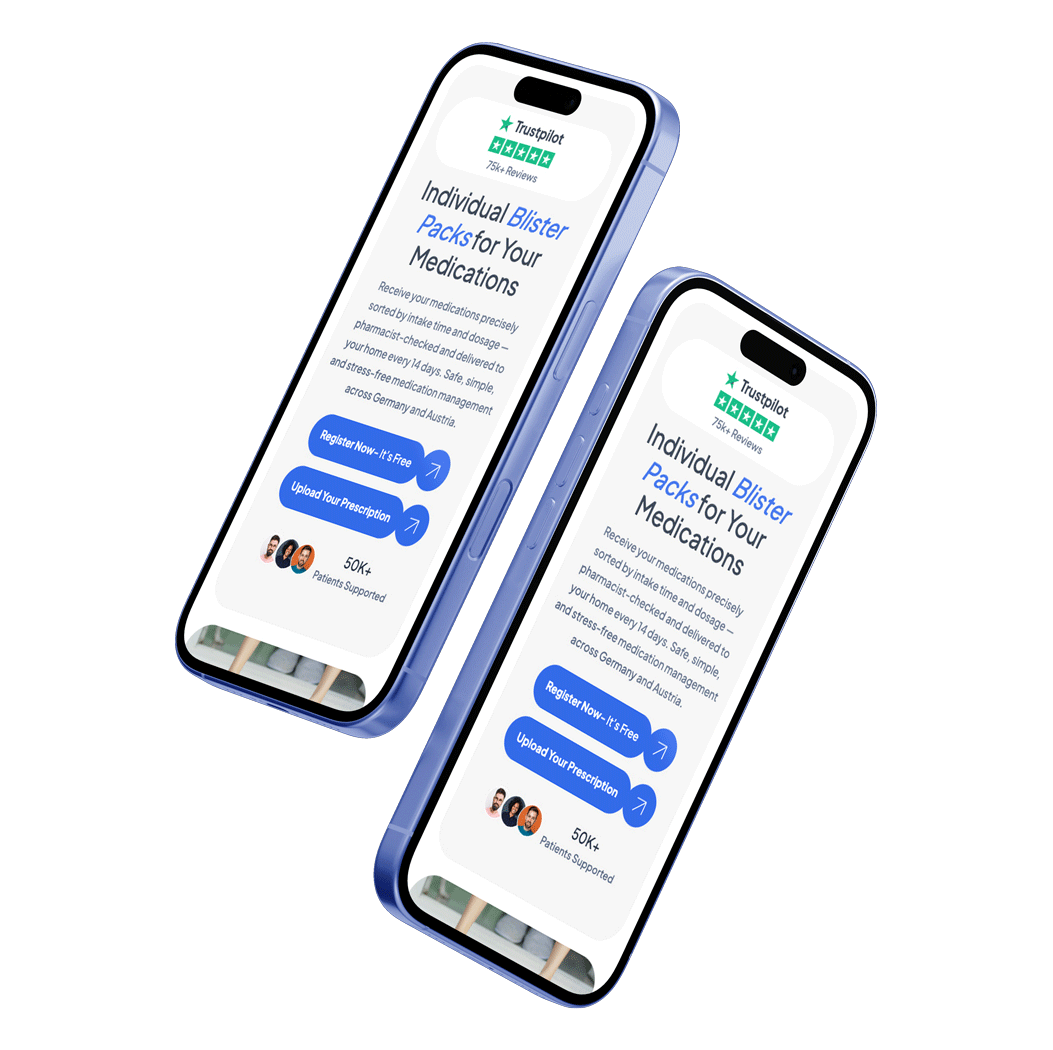 Trustpilot
75k+ Reviews
Individual Blister
Packs for Your
Medications
Receive your medications precisely
sorted by intake time and dosage —
pharmacist-checked and delivered to
your home every 14 days. Safe, simple,
and stress-free medication management
across Germany and Austria.
Register Now– It's Free
Upload Your Prescription
50K+
Patients Supported
Trustpilot
75k+ Reviews
Individual Blister
Packs for Your
Medications
Receive your medications precisely
sorted by intake time and dosage —
pharmacist-checked and delivered to
your home every 14 days. Safe, simple,
and stress-free medication management
across Germany and Austria.
Register Now– It's Free
Upload Your Prescription
50K+
Patients Supported